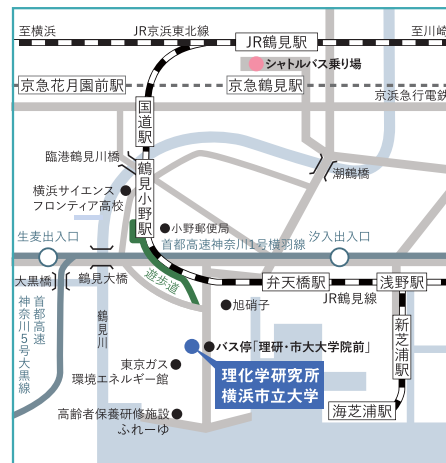 至横浜
JR京浜東北線
JR鶴見駅
至川崎
シャトルバス乗り場
京急花月園前駅
京急鶴見駅
京浜急行電鉄
国道駅
臨港鶴見川橋
潮鶴橋
鶴見小野駅
横浜サイエンス
フロンティア高校
小野郵便局
生麦出入口
首都高速神奈川1号横羽線
汐入出入口
大黒橋
鶴見大橋
遊歩道
弁天橋駅
浅野駅
JR鶴見線
首都高速
神奈川5号大黒線
鶴見川
旭硝子
新芝浦駅
バス停「理研・市大大学院前」
東京ガス
環境エネルギー館
理化学研究所
横浜市立大学
海芝浦駅
高齢者保養研修施設
ふれーゆ